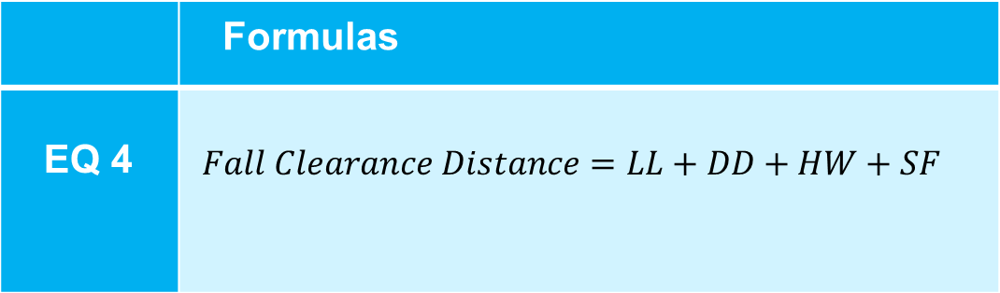 Formulas
EQ 4
Fall Clearance Distance = LL + DD + HW + SF